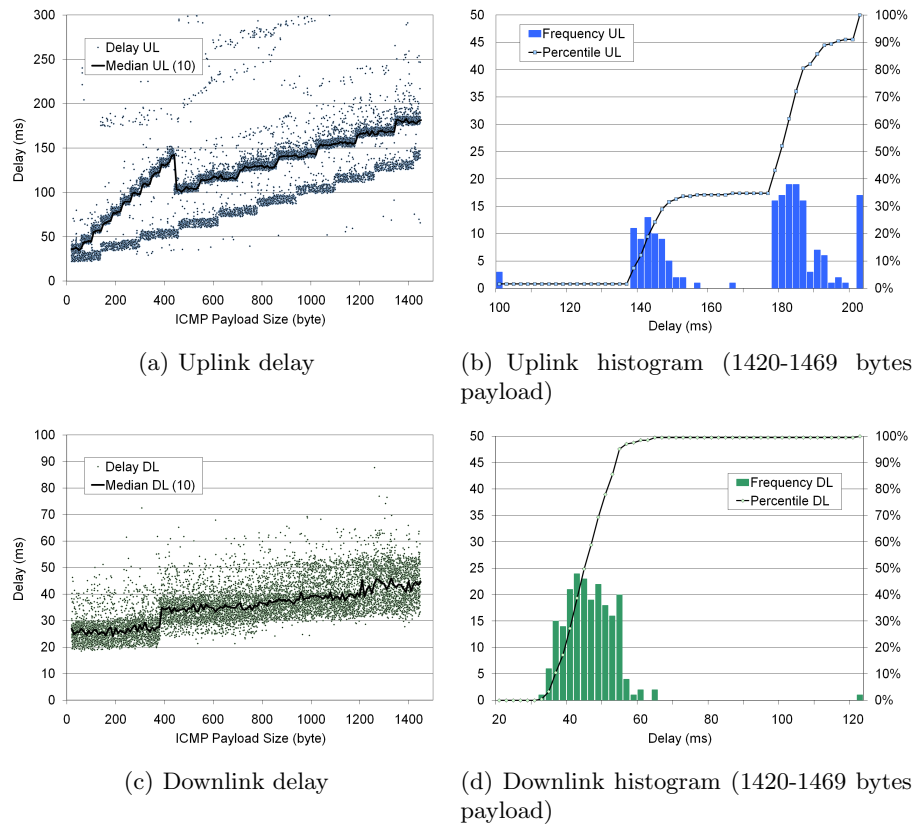 300
250
200
150
100
50
0
Delay (ms)
Delay UL
Median UL (10)
0 200 400 600 800 1000 1200 1400
ICMP Payload Size (byte)
(a) Uplink delay
50
45
40
35
30
25
20
15
10
5
0
Frequency UL
Percentile UL
100%
90%
80%
70%
60%
50%
40%
30%
20%
10%
0%
100 120 140 160 180 200
Delay (ms)
(b) Uplink histogram (1420-1469 bytes
payload)
100
90
80
70
60
50
40
30
20
10
0
Delay (ms)
Delay DL
Median DL (10)
0 200 400 600 800 1000 1200 1400
ICMP Payload Size (byte)
(c) Downlink delay
50
45
40
35
30
25
20
15
10
5
0
Frequency DL
Percentile DL
100%
90%
80%
70%
60%
50%
40%
30%
20%
10%
0%
20 40 60 80 100 120
Delay (ms)
(d) Downlink histogram (1420-1469 bytes
payload)